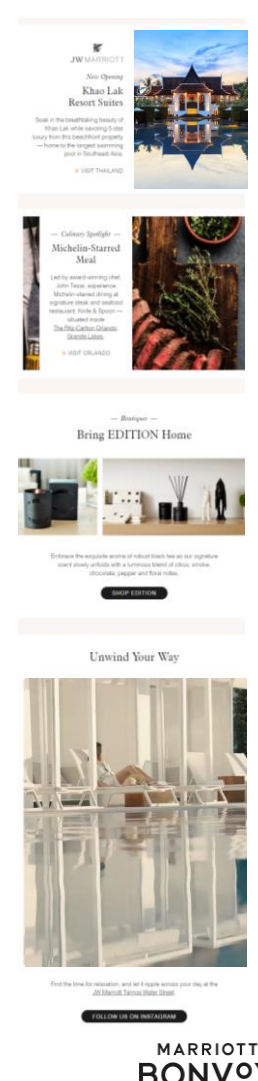 JW MARRIOTT
Now Opening
Khao Lak
Resort Suites
Soak in the breathtaking beauty of
Khao Lak while savoring 5-star
luxury from this beachfront property
— home to the longest swimming
pool in Southeast Asia.
> VISIT THAILAND
— Culinary Spotlight —
Michelin-Starred
Meal
Led by award-winning chef,
John Tesar, experience
Michelin-starred dining at
signature steak and seafood
restaurant, Knife & Spoon —
situated inside
The Ritz-Carlton Orlando,
Grande Lakes.
> VISIT ORLANDO
— Boutiques —
Bring EDITION Home
Embrace the exquisite aroma of robust black tea as our signature
scent slowly unfolds with a luminous blend of citrus, smoke,
chocolate, pepper and floral notes.
SHOP EDITION
Unwind Your Way
Find the time for relaxation, and let it ripple across your day at the
JW Marriott Tampa Water Street.
FOLLOW US ON INSTAGRAM
MARRIOTT
BONVOY